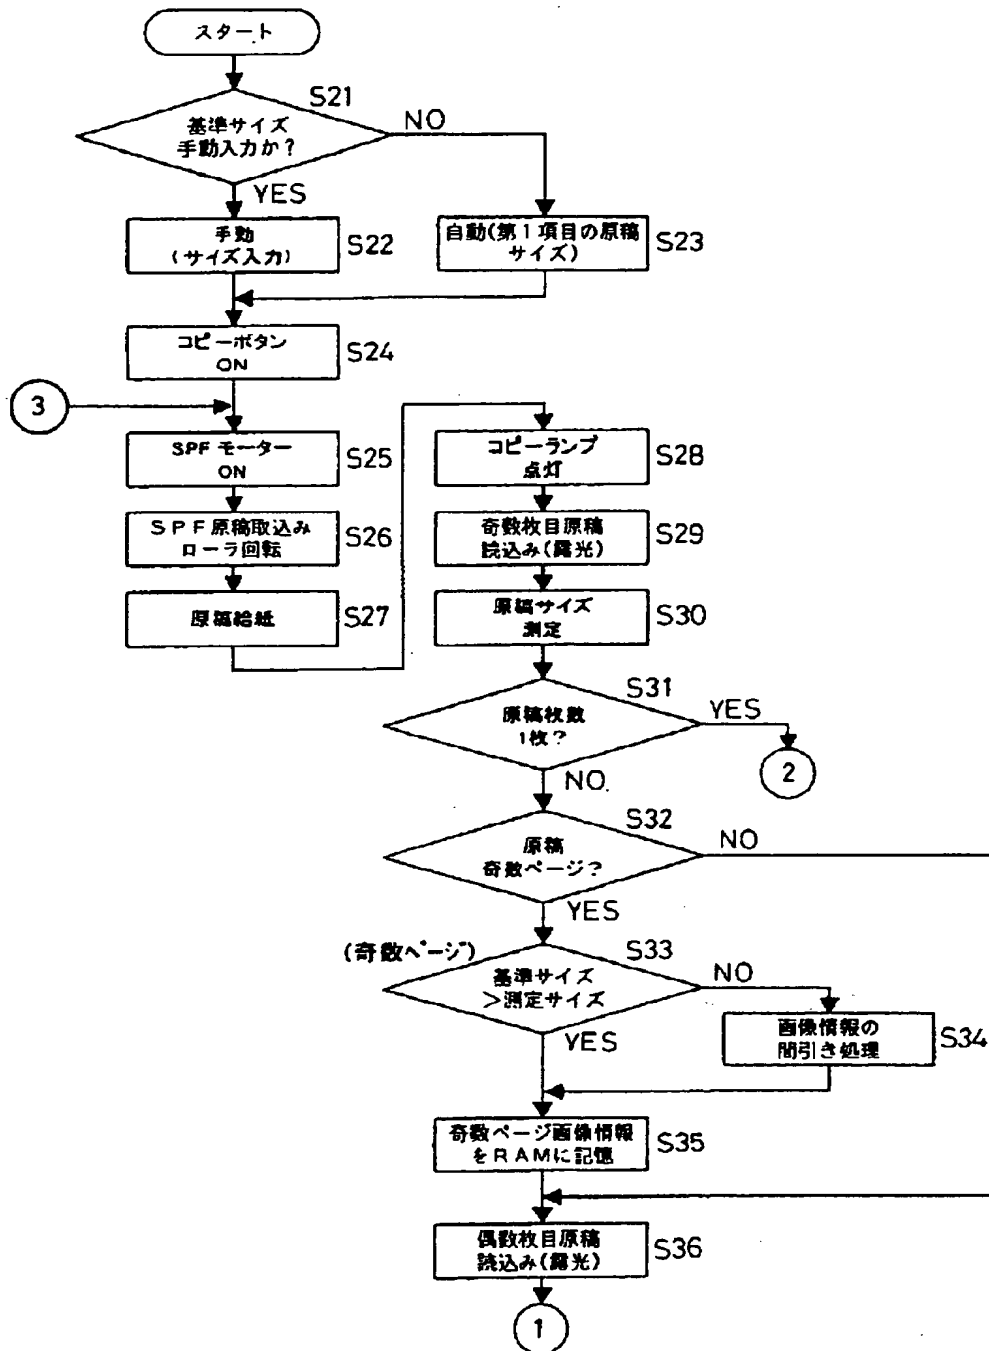 スタート
S21
基準サイズ
手動入力か?
NO
YES
手動
(サイズ入力)
S22
自動(第1項目の原稿
サイズ)
S23
コピーボタン
ON
S24
3
SPFモーター
ON
S25
SPF原稿取込み
ローラ回転
S26
原稿給紙
S27
コピーランプ
点灯
S28
奇数枚目原稿
読込み(露光)
S29
原稿サイズ
測定
S30
S31
原稿枚数
1枚?
YES
2
NO
S32
原稿
奇数ページ?
NO
YES
(奇数ページ)
S33
基準サイズ
>測定サイズ
NO
YES
画像情報の
間引き処理
S34
奇数ページ画像情報
をRAMに記憶
S35
偶数枚目原稿
読込み(露光)
S36
1